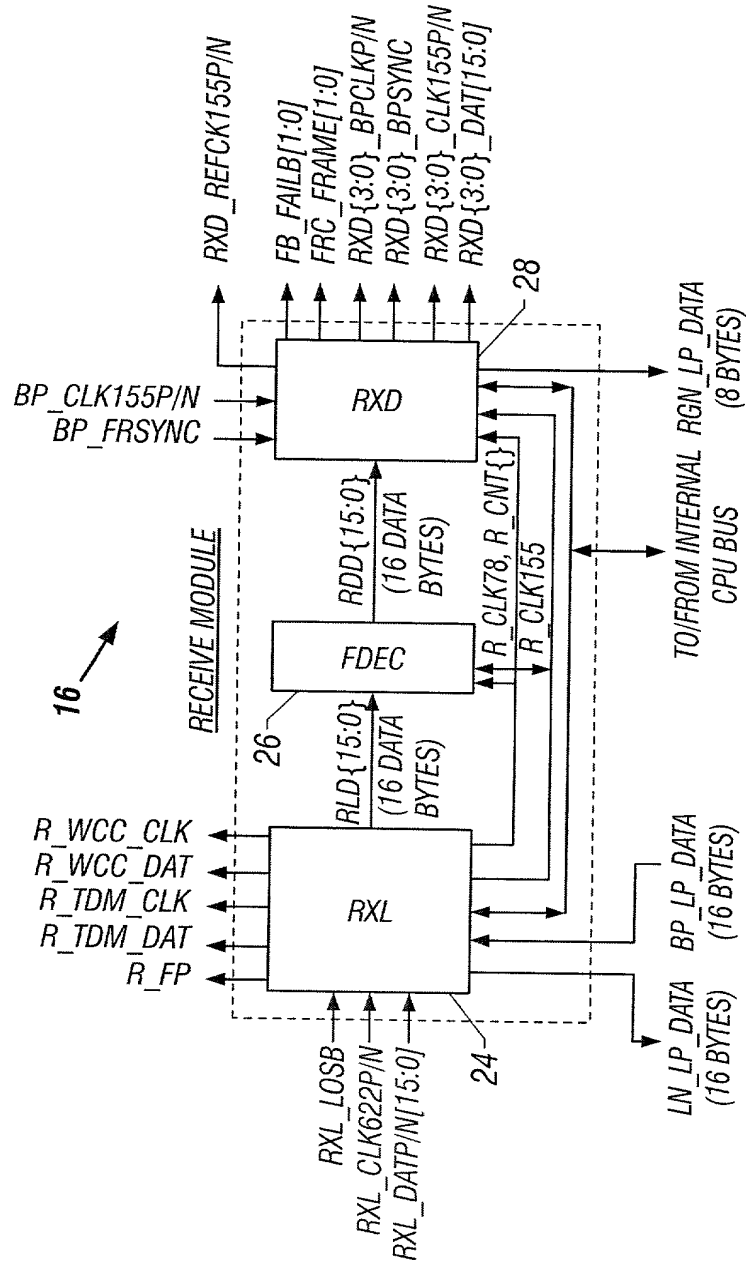 16
RECEIVE MODULE
R_WCC_CLK
R_WCC_DAT
R_TDM_CLK
R_TDM_DAT
R_FP
BP_CLK155P/N
BP_FRSYNC
RXD_REFCK155P/N
FB_FAILB[1:0]
FRC_FRAME[1:0]
RXD{3:0}_BPCLKP/N
RXD{3:0}_BPSYNC
RXD{3:0}_CLK155P/N
RXD{3:0}_DAT[15:0]
RXL_LOSB
RXL_CLK622P/N
RXL_DATP/N[15:0]
24
RXL
RLD{15:0}
(16 DATA
BYTES)
26
FDEC
RDD{15:0}
(16 DATA
BYTES)
RXD
28
R_CLK78, R_CNT{}
R_CLK155
LN_LP_DATA
(16 BYTES)
BP_LP_DATA
(16 BYTES)
TO/FROM INTERNAL
CPU BUS
RGN_LP_DATA
(8 BYTES)